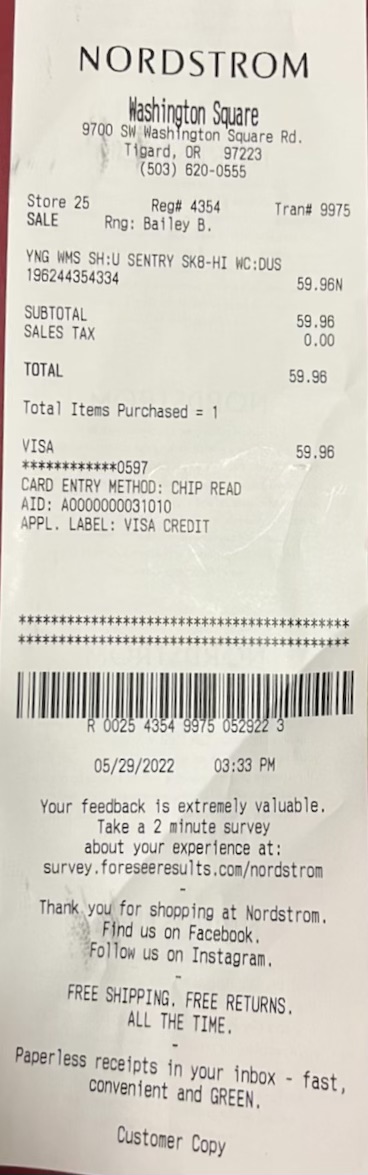 NORDSTROM
Washington Square
9700 SW Washington Square Rd.
Tigard, OR 97223
(503) 620-0555
Store 25 Reg# 4354 Tran# 9975
SALE Rng: Bailey B.
YNG WMS SH:U SENTRY SK8-HI WC:DUS
196244354334 59.96N
SUBTOTAL 59.96
SALES TAX 0.00
TOTAL 59.96
Total Items Purchased = 1
VISA 59.96
************0597
CARD ENTRY METHOD: CHIP READ
AID: A0000000031010
APPL. LABEL: VISA CREDIT
******************************************
******************************************
R 0025 4354 9975 052922 3
05/29/2022 03:33 PM
Your feedback is extremely valuable.
Take a 2 minute survey
about your experience at:
survey.foreseeresults.com/nordstrom
-
Thank you for shopping at Nordstrom.
Find us on Facebook.
Follow us on Instagram.
-
FREE SHIPPING. FREE RETURNS.
ALL THE TIME.
-
Paperless receipts in your inbox - fast,
convenient and GREEN.
Customer Copy